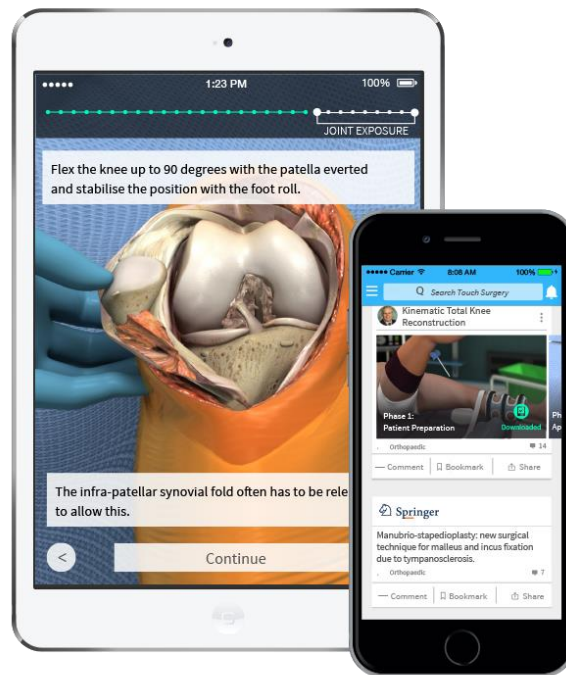 1:23 PM
100%
JOINT EXPOSURE
Flex the knee up to 90 degrees with the patella everted
and stabilise the position with the foot roll.
The infra-patellar synovial fold often has to be rele
to allow this.
<
Continue
Carrier
8:08 AM
100%
Search Touch Surgery
Kinematic Total Knee
Reconstruction
Phase 1:
Patient Preparation
Downloaded
Ph
Ap
Orthopaedic
14
Comment
Bookmark
Share
Springer
Manubrio-stapedioplasty: new surgical
technique for malleus and incus fixation
due to tympanosclerosis.
Orthopaedic
7
Comment
Bookmark
Share